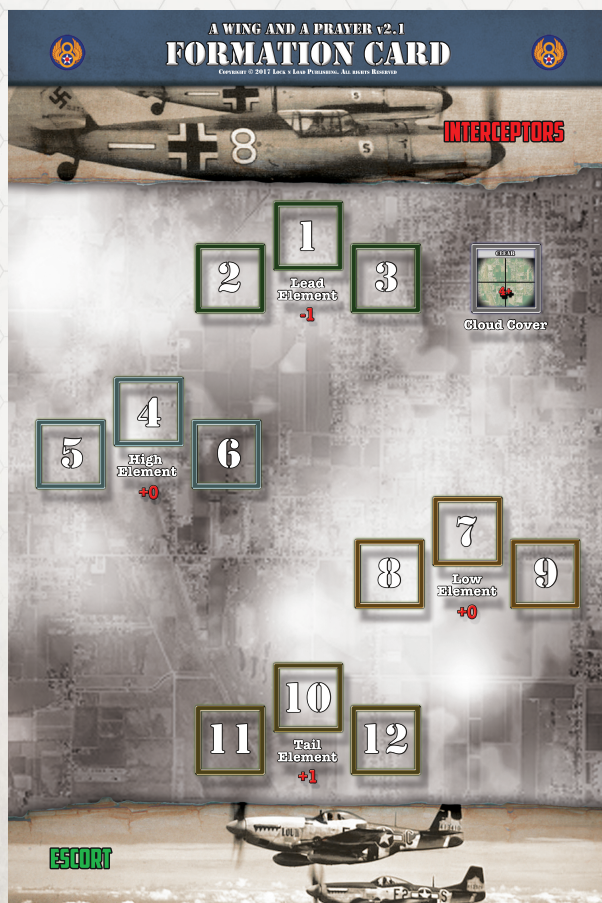 A WING AND A PRAYER v2.1
FORMATION CARD
COPYRIGHT © 2017 LOCK N LOAD PUBLISHING, ALL RIGHTS RESERVED
8
S
INTERCEPTORS
1
2
3
Lead
Element
-1
CLEAR
Cloud Cover
4
5
6
High
Element
+0
7
8
9
Low
Element
+0
10
11
12
Tail
Element
+1
ESCORT